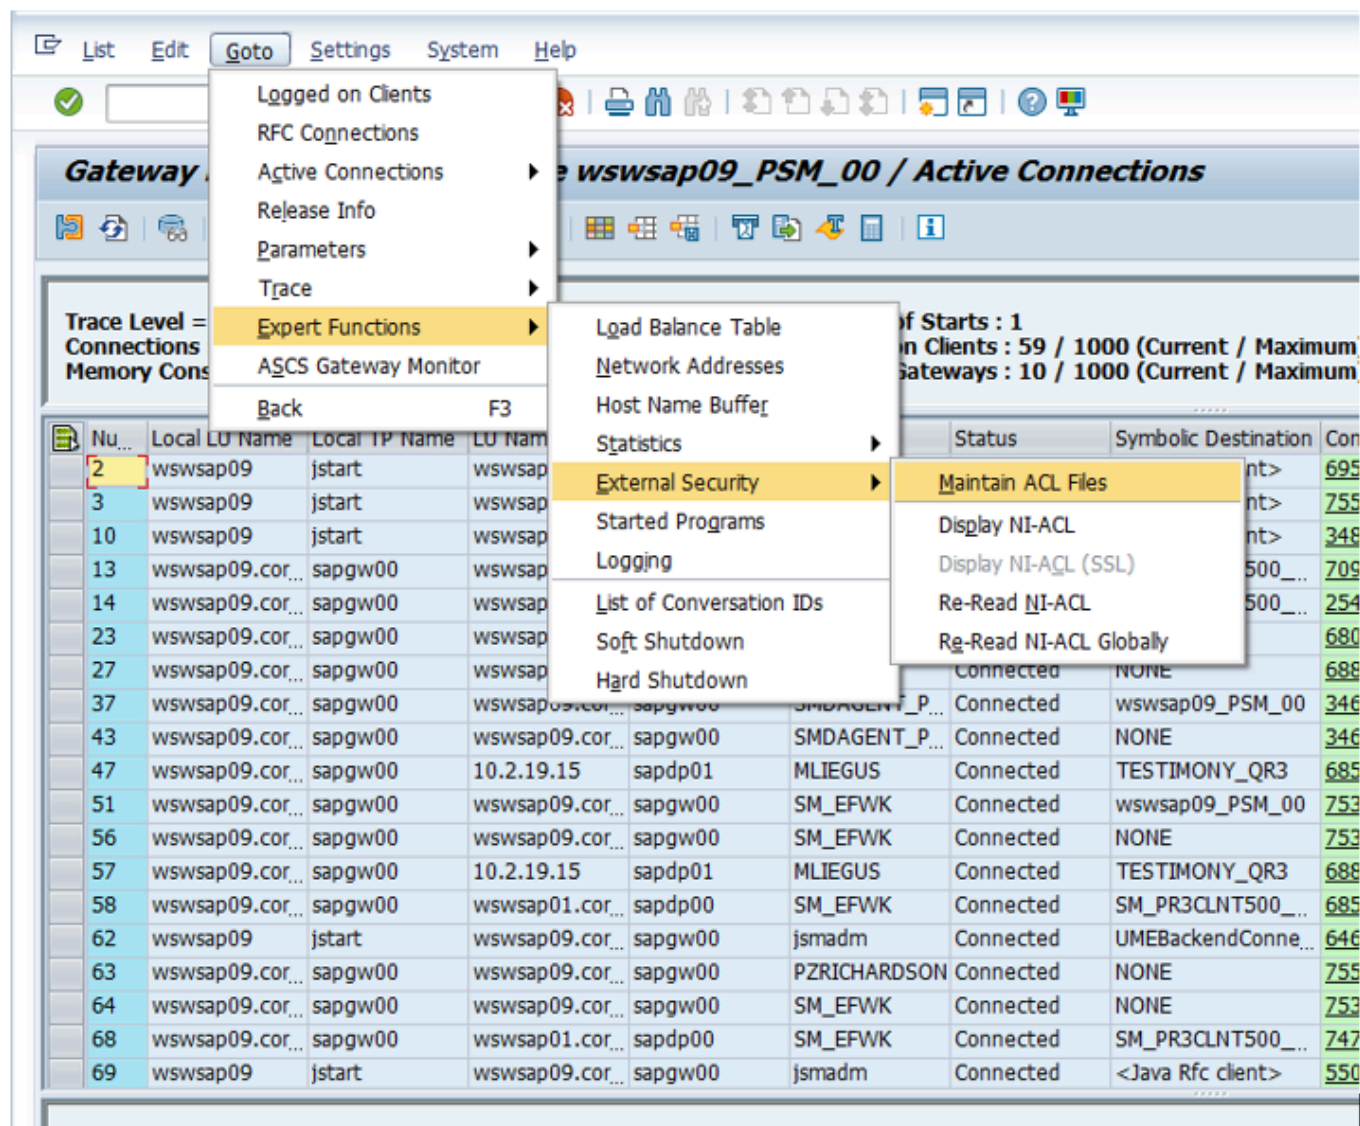 List Edit Goto Settings System Help
Logged on Clients
RFC Connections
Active Connections
Release Info
Parameters
Trace
Expert Functions
ASCS Gateway Monitor
Back F3
Gateway wswsap09_PSM_00 / Active Connections
Load Balance Table
Network Addresses
Host Name Buffer
Statistics
External Security
Started Programs
Logging
List of Conversation IDs
Soft Shutdown
Hard Shutdown
Maintain ACL Files
Display NI-ACL
Display NI-ACL (SSL)
Re-Read NI-ACL
Re-Read NI-ACL Globally
Trace Level = of Starts : 1
Connections on Clients : 59 / 1000 (Current / Maximum
Memory Cons Gateways : 10 / 1000 (Current / Maximum
Nu... Local LU Name Local TP Name LU Nam Status Symbolic Destination Con
2 wswsap09 jstart wswsap nt> 695
3 wswsap09 jstart wswsap nt> 755
10 wswsap09 jstart wswsap nt> 348
13 wswsap09.cor... sapgw00 wswsap 500_... 709
14 wswsap09.cor... sapgw00 wswsap 500_... 254
23 wswsap09.cor... sapgw00 wswsap 680
27 wswsap09.cor... sapgw00 wswsap Connected NONE 688
37 wswsap09.cor... sapgw00 wswsap09.cor... sapgw00 SMDAGENT_P... Connected wswsap09_PSM_00 346
43 wswsap09.cor... sapgw00 wswsap09.cor... sapgw00 SMDAGENT_P... Connected NONE 346
47 wswsap09.cor... sapgw00 10.2.19.15 sapdp01 MLIEGUS Connected TESTIMONY_QR3 685
51 wswsap09.cor... sapgw00 wswsap09.cor... sapgw00 SM_EFWK Connected wswsap09_PSM_00 753
56 wswsap09.cor... sapgw00 wswsap09.cor... sapgw00 SM_EFWK Connected NONE 753
57 wswsap09.cor... sapgw00 10.2.19.15 sapdp01 MLIEGUS Connected TESTIMONY_QR3 688
58 wswsap09.cor... sapgw00 wswsap01.cor... sapdp00 SM_EFWK Connected SM_PR3CLNT500_... 685
62 wswsap09 jstart wswsap09.cor... sapgw00 jsmadm Connected UMEBackendConne... 646
63 wswsap09.cor... sapgw00 wswsap09.cor... sapgw00 PZRICHARDSON Connected NONE 755
64 wswsap09.cor... sapgw00 wswsap09.cor... sapgw00 SM_EFWK Connected NONE 753
68 wswsap09.cor... sapgw00 wswsap01.cor... sapdp00 SM_EFWK Connected SM_PR3CLNT500_... 747
69 wswsap09 jstart wswsap09.cor... sapgw00 jsmadm Connected <Java Rfc client> 550